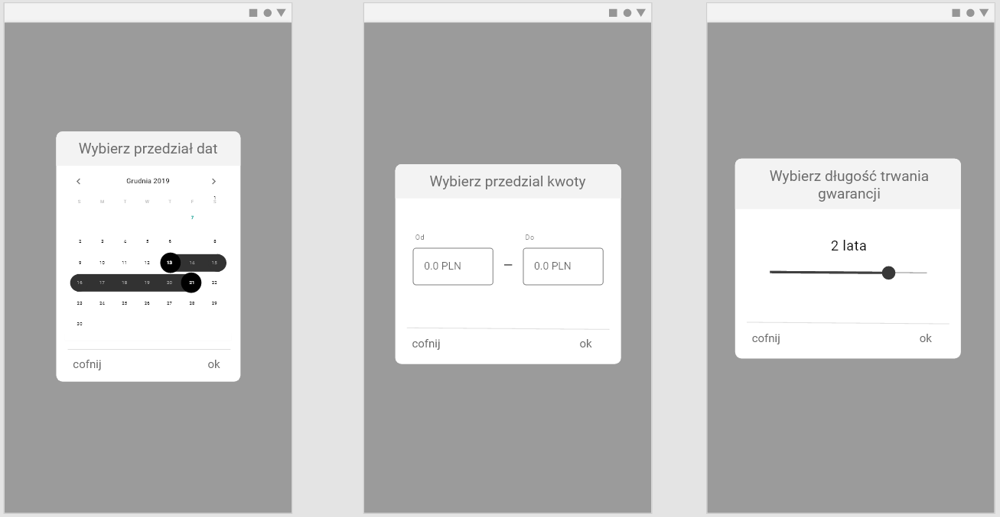 Wybierz przedział dat
Grudnia 2019
1
S M T W T F S
7
2 3 4 5 6 8
9 10 11 12 13 14 15
16 17 18 19 20 21 22
23 24 25 26 27 28 29
30
cofnij ok
Wybierz przedzial kwoty
Od Do
0.0 PLN – 0.0 PLN
cofnij ok
Wybierz długość trwania
gwarancji
2 lata
cofnij ok